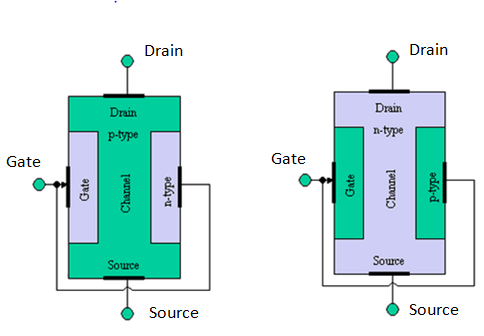 Drain
Drain
p-type
Gate
Gate
Channel
n-type
Source
Source
Drain
Drain
n-type
Gate
Gate
Channel
p-type
Source
Source